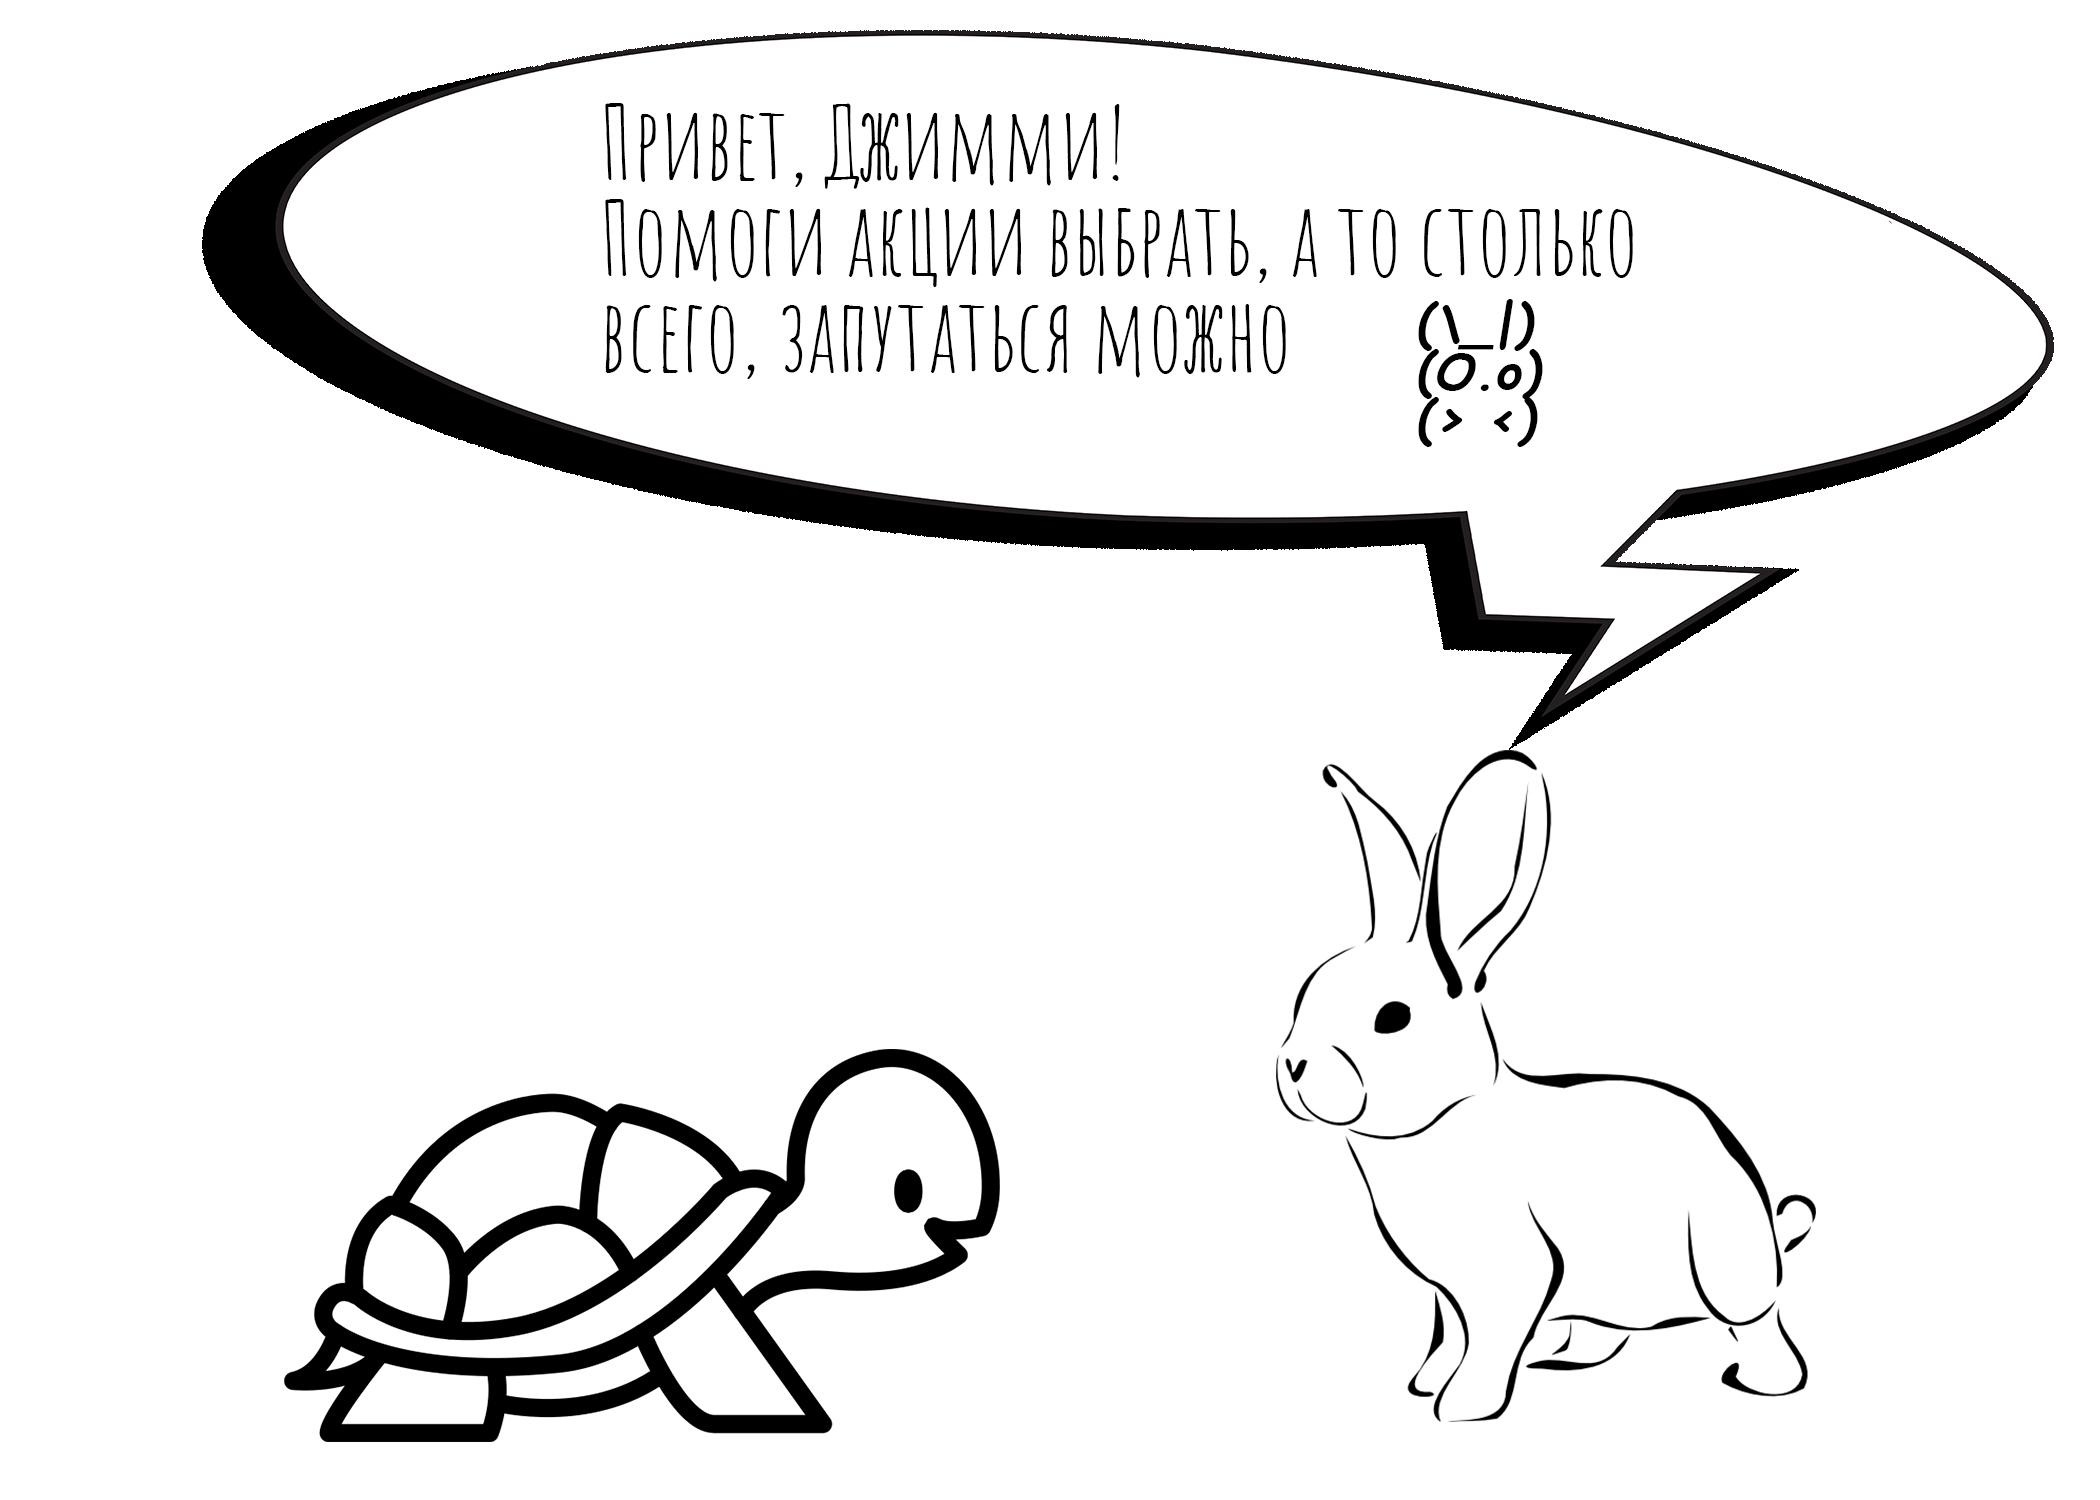 Привет, Джимми!
Помоги акции выбрать, а то столько
всего, запутаться можно
(\_/)
(O.o)
(> <)